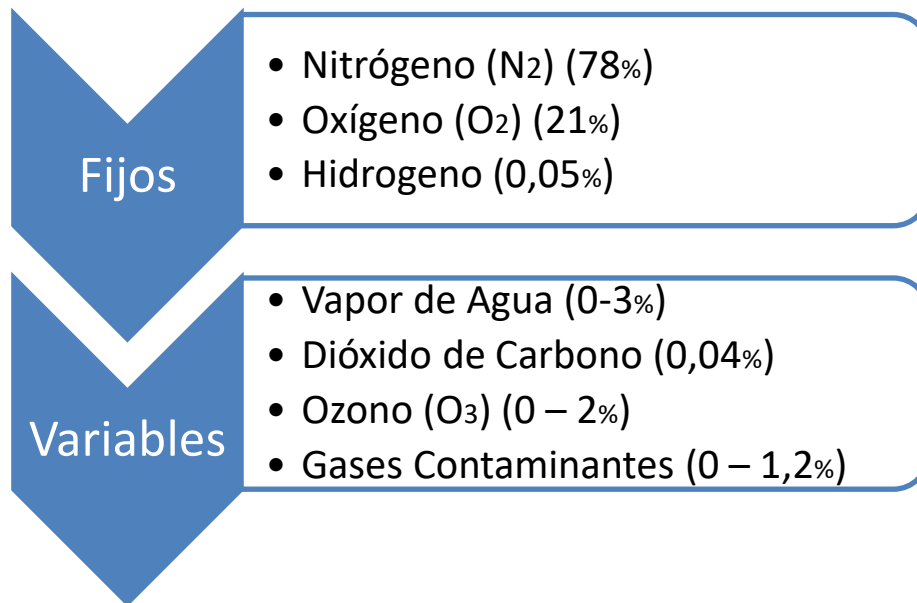 Fijos
• Nitrógeno (N2) (78%)
• Oxígeno (O2) (21%)
• Hidrogeno (0,05%)
Variables
• Vapor de Agua (0-3%)
• Dióxido de Carbono (0,04%)
• Ozono (O3) (0 – 2%)
• Gases Contaminantes (0 – 1,2%)